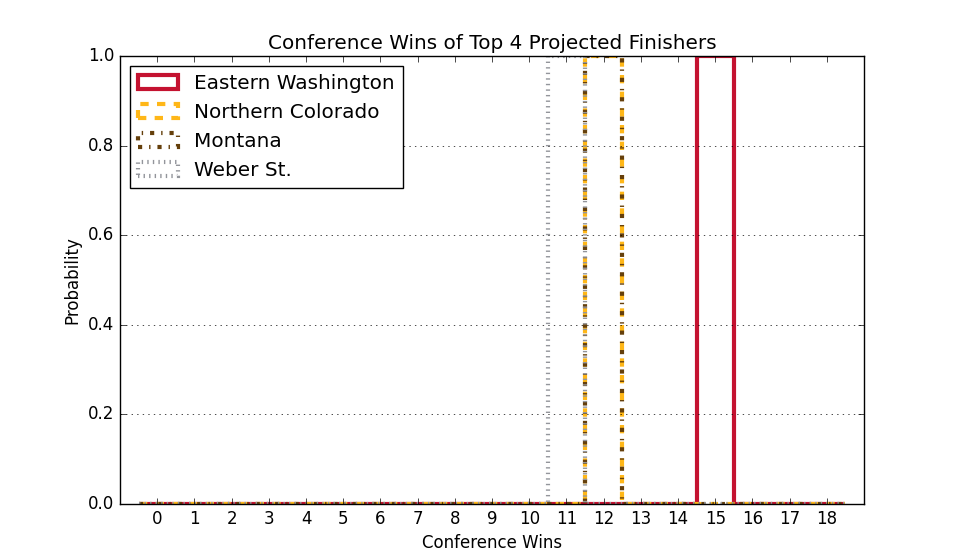 Conference Wins of Top 4 Projected Finishers
1.0
0.8
0.6
0.4
0.2
0.0
Probability
Eastern Washington
Northern Colorado
Montana
Weber St.
0 1 2 3 4 5 6 7 8 9 10 11 12 13 14 15 16 17 18
Conference Wins